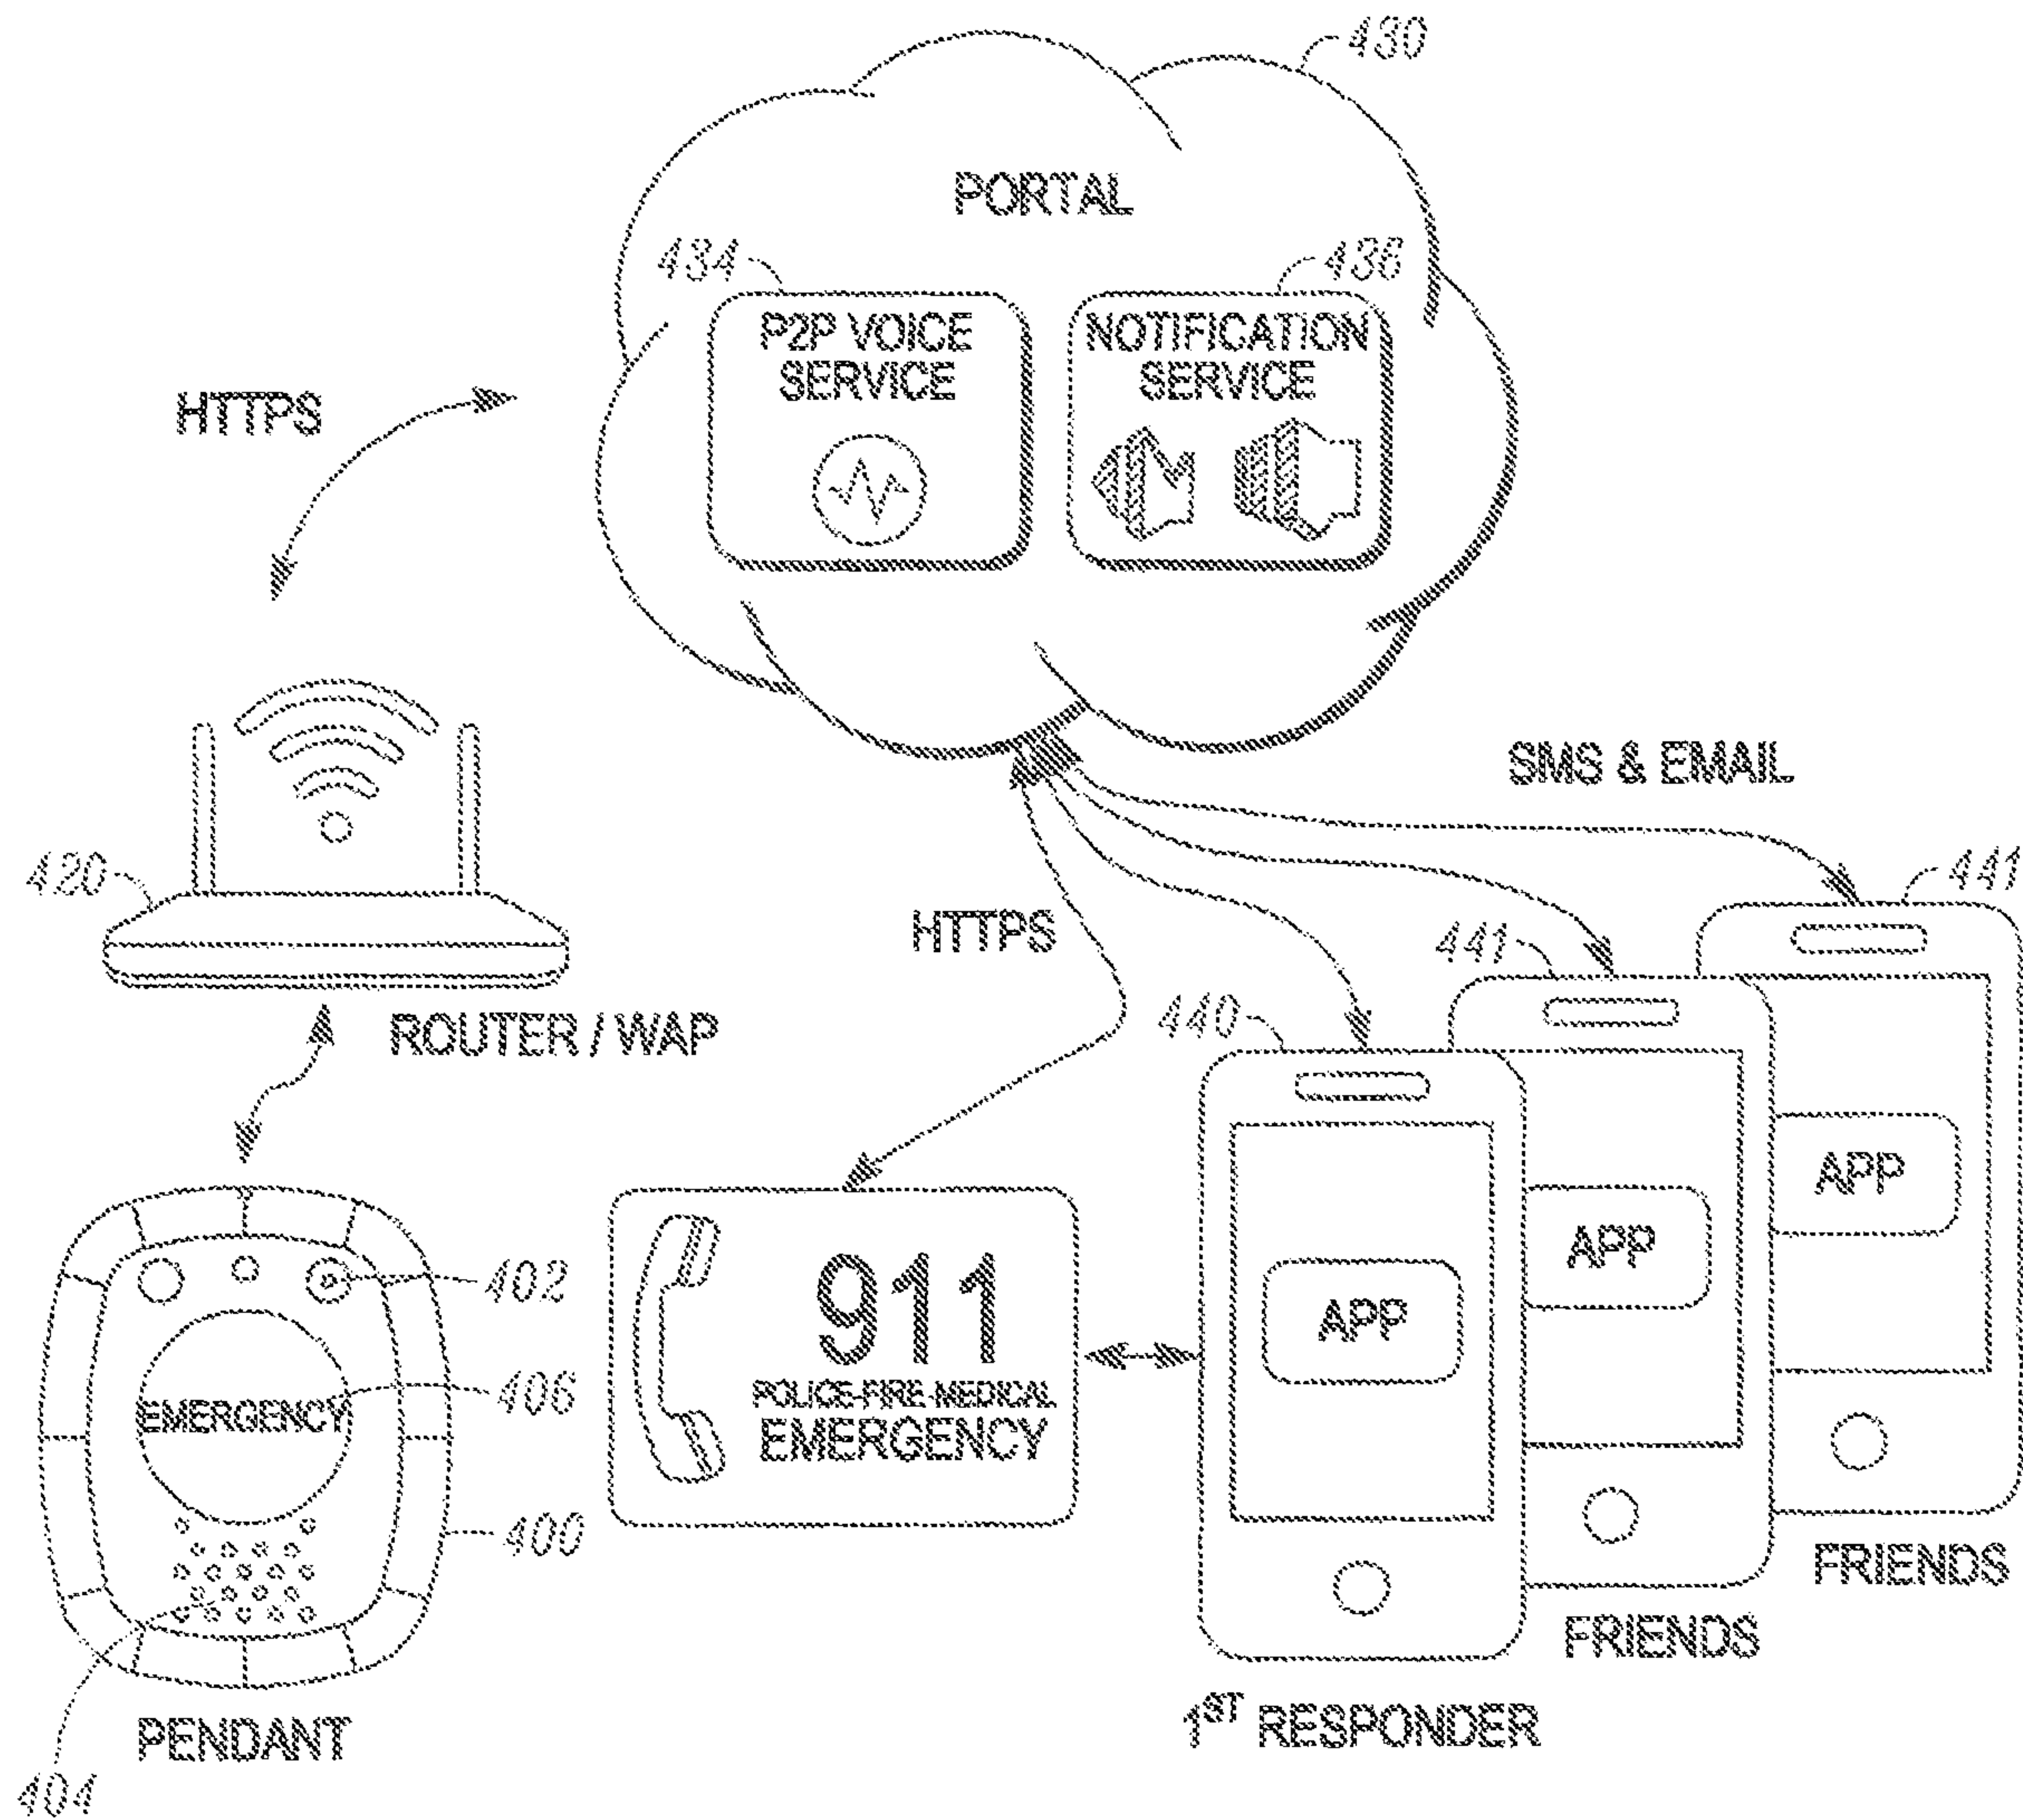 430
PORTAL
434
436
P2P VOICE
SERVICE
NOTIFICATION
SERVICE
HTTPS
SMS & EMAIL
420
HTTPS
441
441
440
ROUTER / WAP
APP
APP
APP
402
406
EMERGENCY
400
911
POLICE-FIRE-MEDICAL
EMERGENCY
FRIENDS
FRIENDS
1ST RESPONDER
PENDANT
404